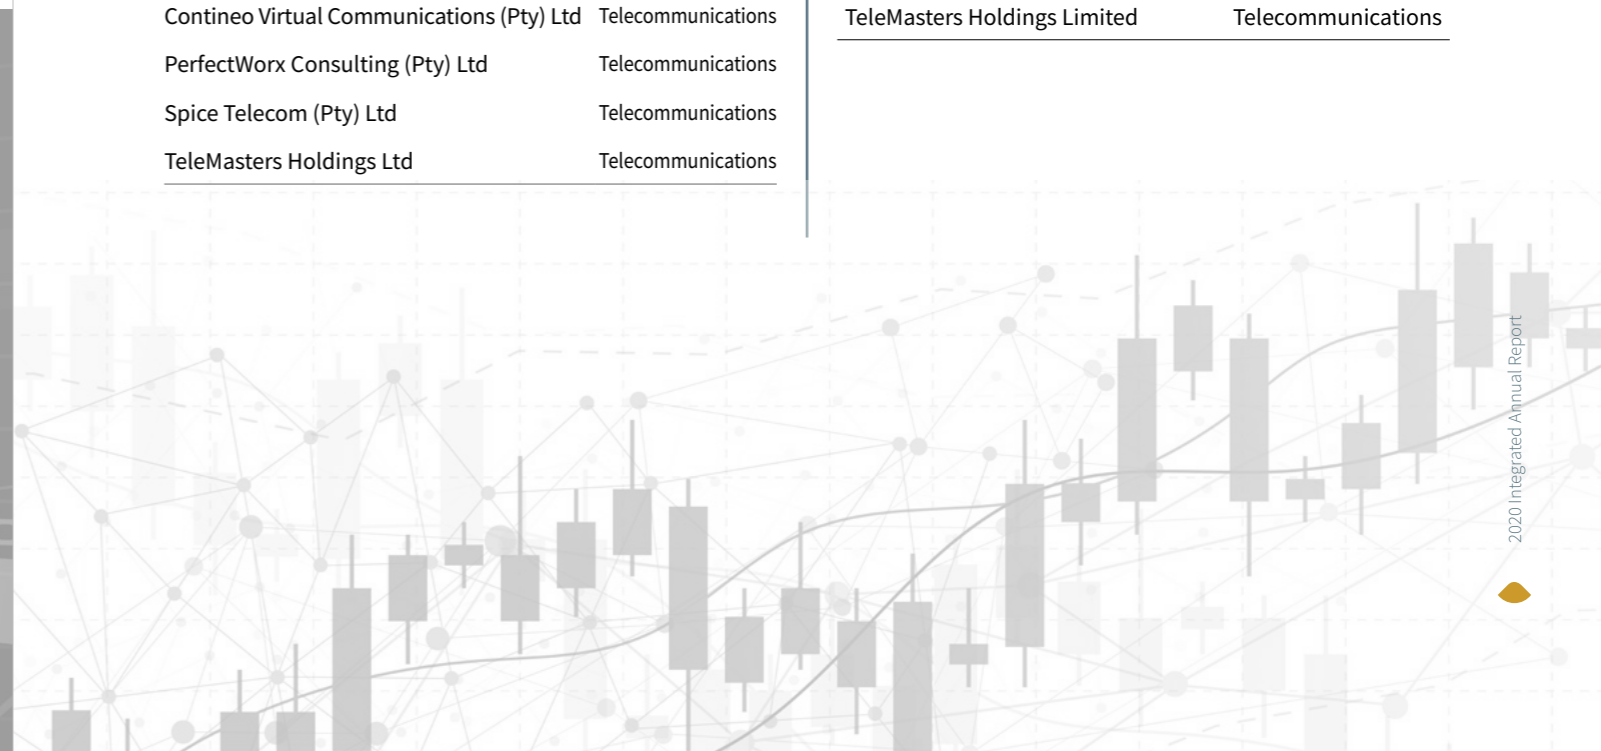 Contineo Virtual Communications (Pty) Ltd Telecommunications
PerfectWorx Consulting (Pty) Ltd Telecommunications
Spice Telecom (Pty) Ltd Telecommunications
TeleMasters Holdings Ltd Telecommunications
TeleMasters Holdings Limited Telecommunications
2020 Integrated Annual Report